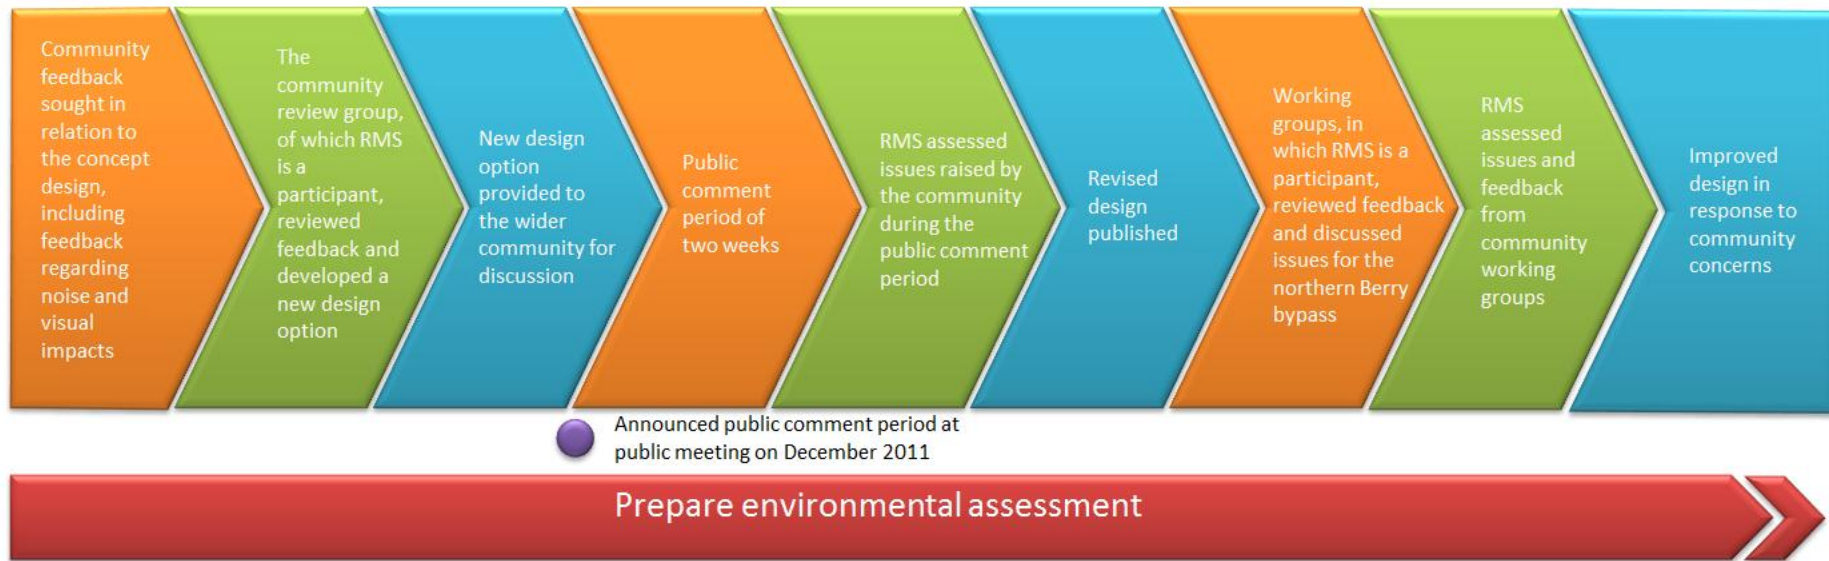 Community
feedback
sought in
relation to
the concept
design,
including
feedback
regarding
noise and
visual
impacts
The
community
review group,
of which RMS
is a
participant,
reviewed
feedback and
developed a
new design
option
New design
option
provided to
the wider
community for
discussion
Public
comment
period of
two weeks
RMS assessed
issues raised by
the community
during the
public comment
period
Revised
design
published
Working
groups, in
which RMS is a
participant,
reviewed feedback
and discussed
issues for the
northern Berry
bypass
RMS
assessed
issues and
feedback
from
community
working
groups
Improved
design in
response to
community
concerns
Announced public comment period at
public meeting on December 2011
Prepare environmental assessment